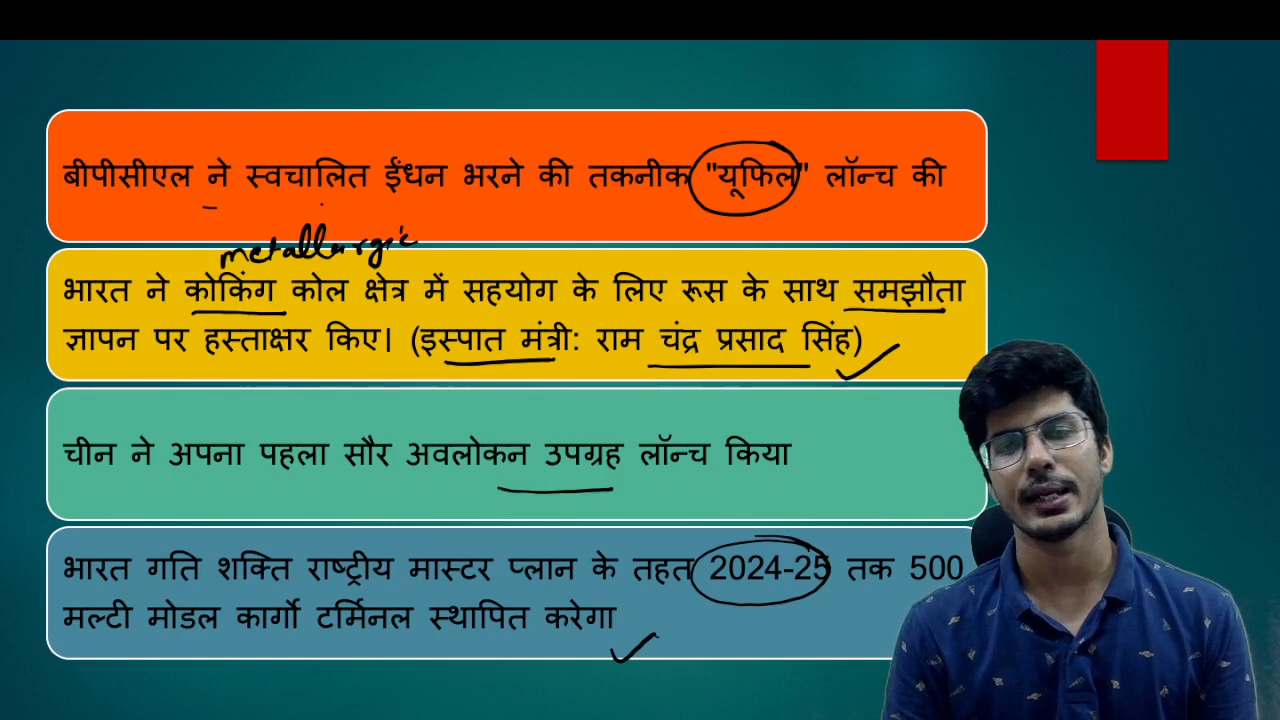 बीपीसीएल ने स्वचालित ईंधन भरने की तकनीक "यूफिल" लॉन्च की
metallurgic
भारत ने कोकिंग कोल क्षेत्र में सहयोग के लिए रूस के साथ समझौता
ज्ञापन पर हस्ताक्षर किए। (इस्पात मंत्री: राम चंद्र प्रसाद सिंह)
चीन ने अपना पहला सौर अवलोकन उपग्रह लॉन्च किया
भारत गति शक्ति राष्ट्रीय मास्टर प्लान के तहत 2024-25 तक 500
मल्टी मोडल कार्गो टर्मिनल स्थापित करेगा